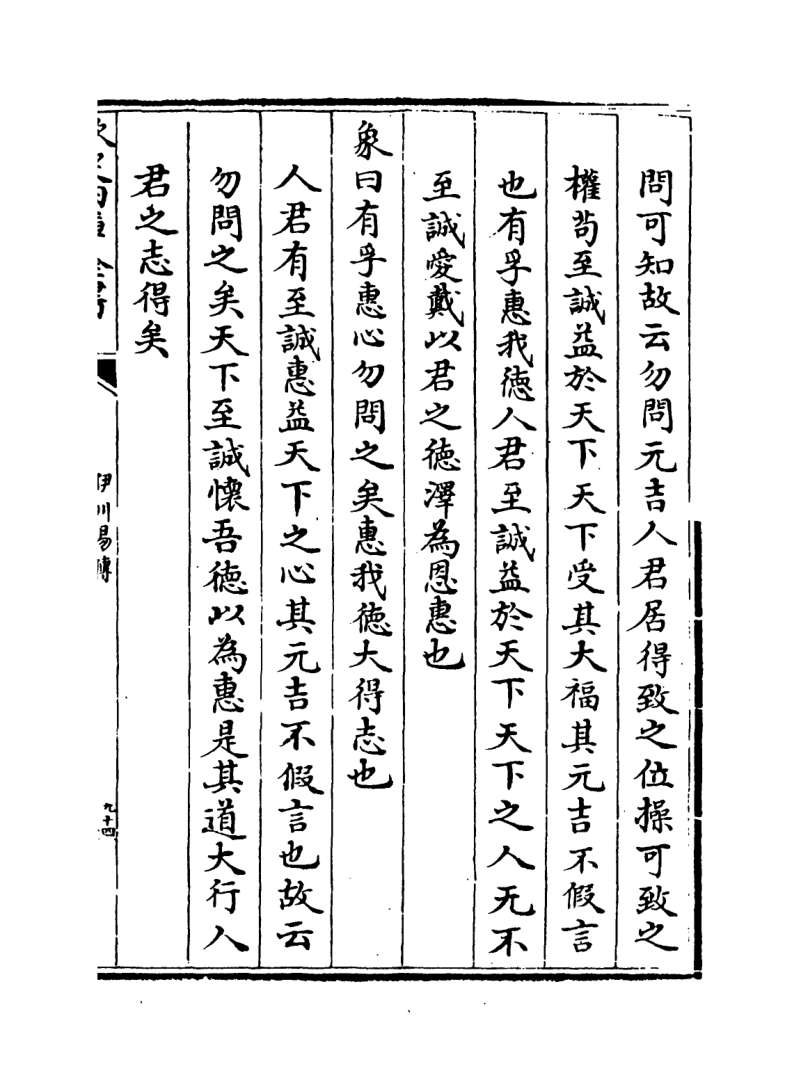 問可知故云勿問元吉人君居得致之位操可致之
權茍至誠益於天下天下受其大福其元吉不假言
也有孚惠我徳人君至誠益於天下天下之人无不
至誠愛戴以君之徳澤為恩惠也
象曰有孚惠心勿問之矣惠我徳大得志也
人君有至誠惠益天下之心其元吉不假言也故云
勿問之矣天下至誠懷吾徳以為惠是其道大行人
君之志得矣
伊川易傳
九十四